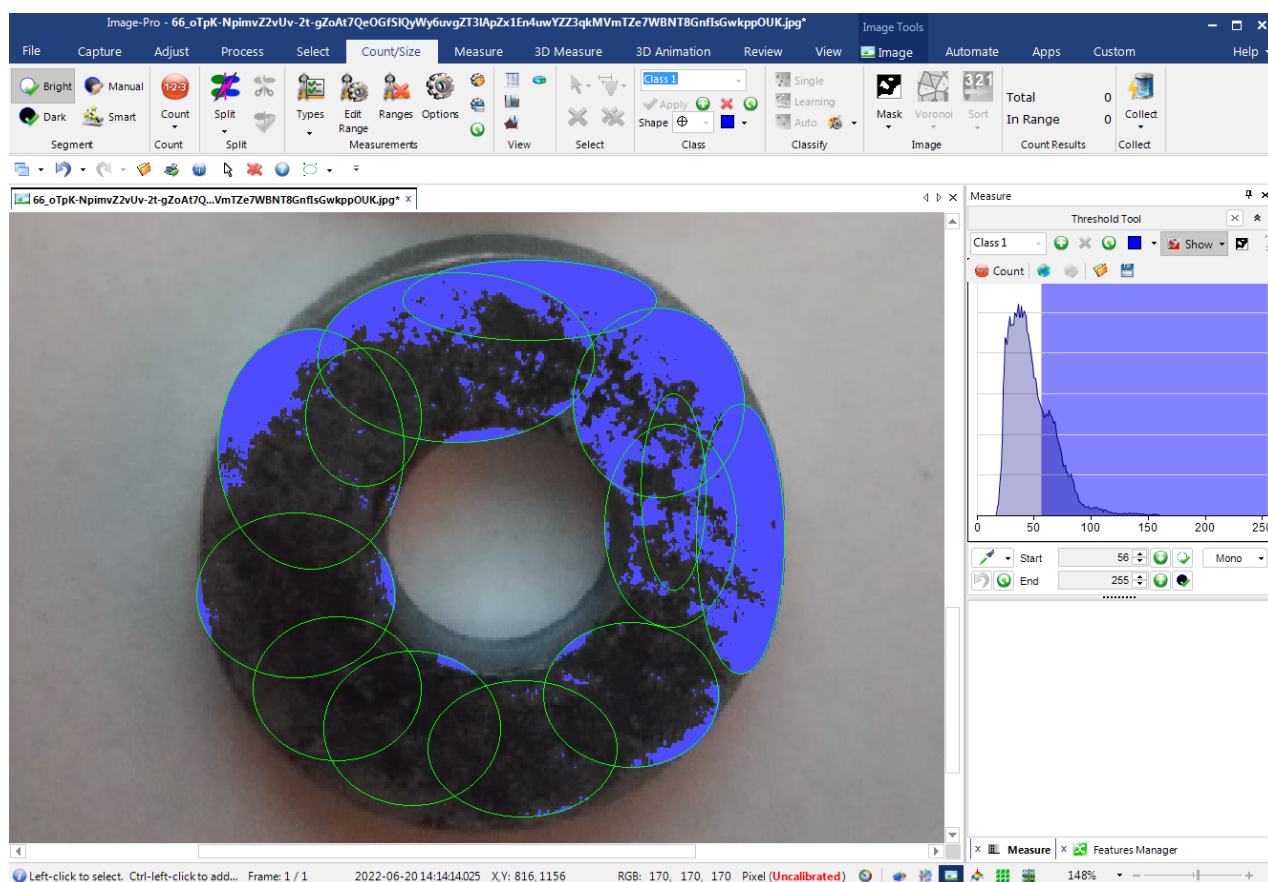 Image-Pro - 66_oTpK-NpimvZ2vUv-2t-gZoAt7QeOGfSlQyWy6uvgZT3lApZx1En4uwYZZ3qkMVmTZe7WBNT8GnflsGwkppOUK.jpg*
Image Tools
File Capture Adjust Process Select Count/Size Measure 3D Measure 3D Animation Review View Image Automate Apps Custom Help
Bright Manual 123 Class 1 Single 321
Apply Learning Total 0
Dark Smart Count Split Types Edit Range Ranges Options Shape Auto Mask Voronoi Sort In Range 0 Collect
Segment Count Split Measurements View Select Class Classify Image Count Results Collect
66_oTpK-NpimvZ2vUv-2t-gZoAt7Q...VmTZe7WBNT8GnflsGwkppOUK.jpg* x
Measure
Threshold Tool
Class 1 Show
Count
0 50 100 150 200 250
Start 56 Mono
End 255
Measure x Features Manager
Left-click to select. Ctrl-left-click to add... Frame: 1 / 1 2022-06-20 14:14:14.025 X,Y: 816, 1156 RGB: 170, 170, 170 Pixel (Uncalibrated) 148%